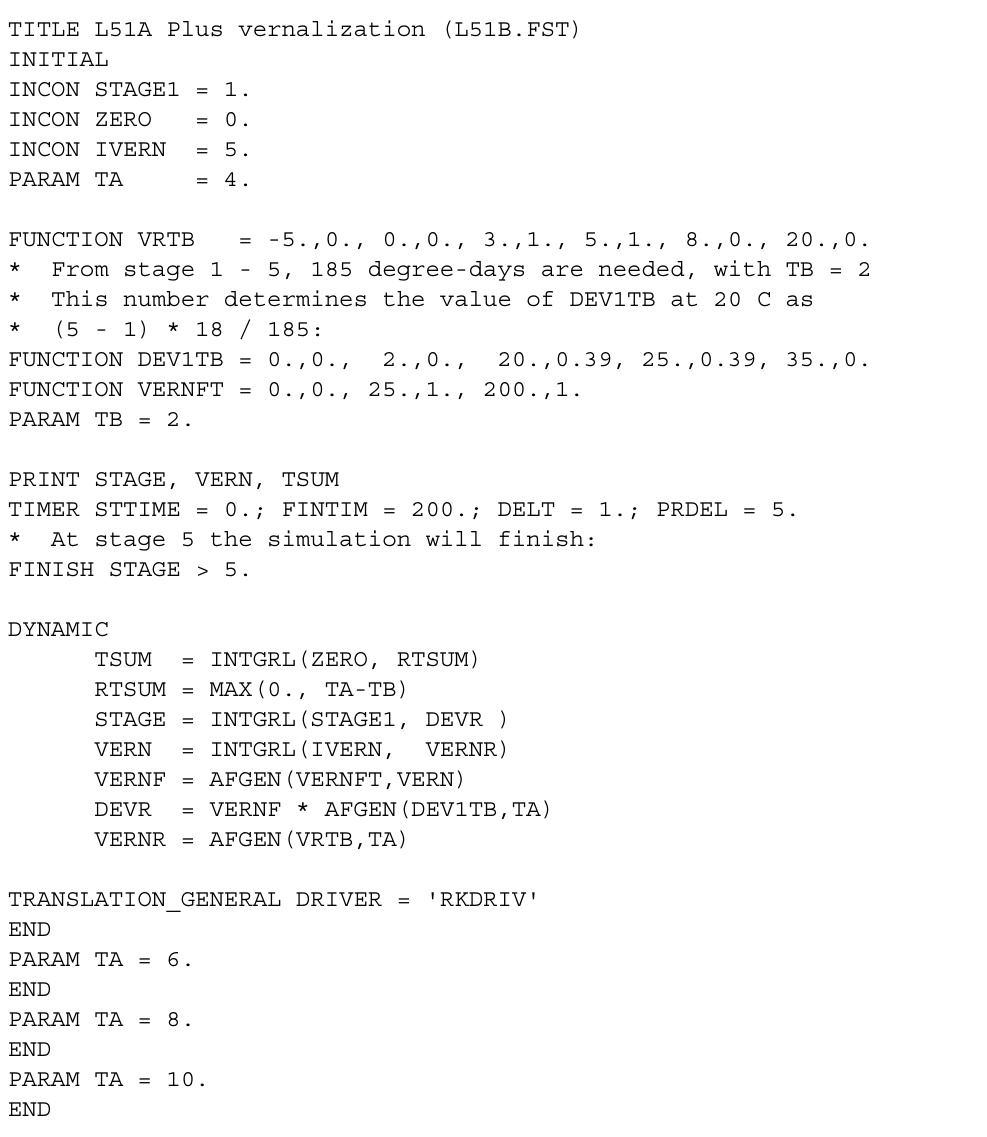 TITLE L51A Plus vernalization (L51B.FST)
INITIAL
INCON STAGE1 = 1.
INCON ZERO   = 0.
INCON IVERN  = 5.
PARAM TA     = 4.

FUNCTION VRTB   = -5.,0., 0.,0., 3.,1., 5.,1., 8.,0., 20.,0.
*  From stage 1 - 5, 185 degree-days are needed, with TB = 2
*  This number determines the value of DEV1TB at 20 C as
*  (5 - 1) * 18 / 185:
FUNCTION DEV1TB = 0.,0.,  2.,0.,  20.,0.39, 25.,0.39, 35.,0.
FUNCTION VERNFT = 0.,0., 25.,1., 200.,1.
PARAM TB = 2.

PRINT STAGE, VERN, TSUM
TIMER STTIME = 0.; FINTIM = 200.; DELT = 1.; PRDEL = 5.
*  At stage 5 the simulation will finish:
FINISH STAGE > 5.

DYNAMIC
      TSUM  = INTGRL(ZERO, RTSUM)
      RTSUM = MAX(0., TA-TB)
      STAGE = INTGRL(STAGE1, DEVR )
      VERN  = INTGRL(IVERN,  VERNR)
      VERNF = AFGEN(VERNFT,VERN)
      DEVR  = VERNF * AFGEN(DEV1TB,TA)
      VERNR = AFGEN(VRTB,TA)

TRANSLATION_GENERAL DRIVER = 'RKDRIV'
END
PARAM TA = 6.
END
PARAM TA = 8.
END
PARAM TA = 10.
END